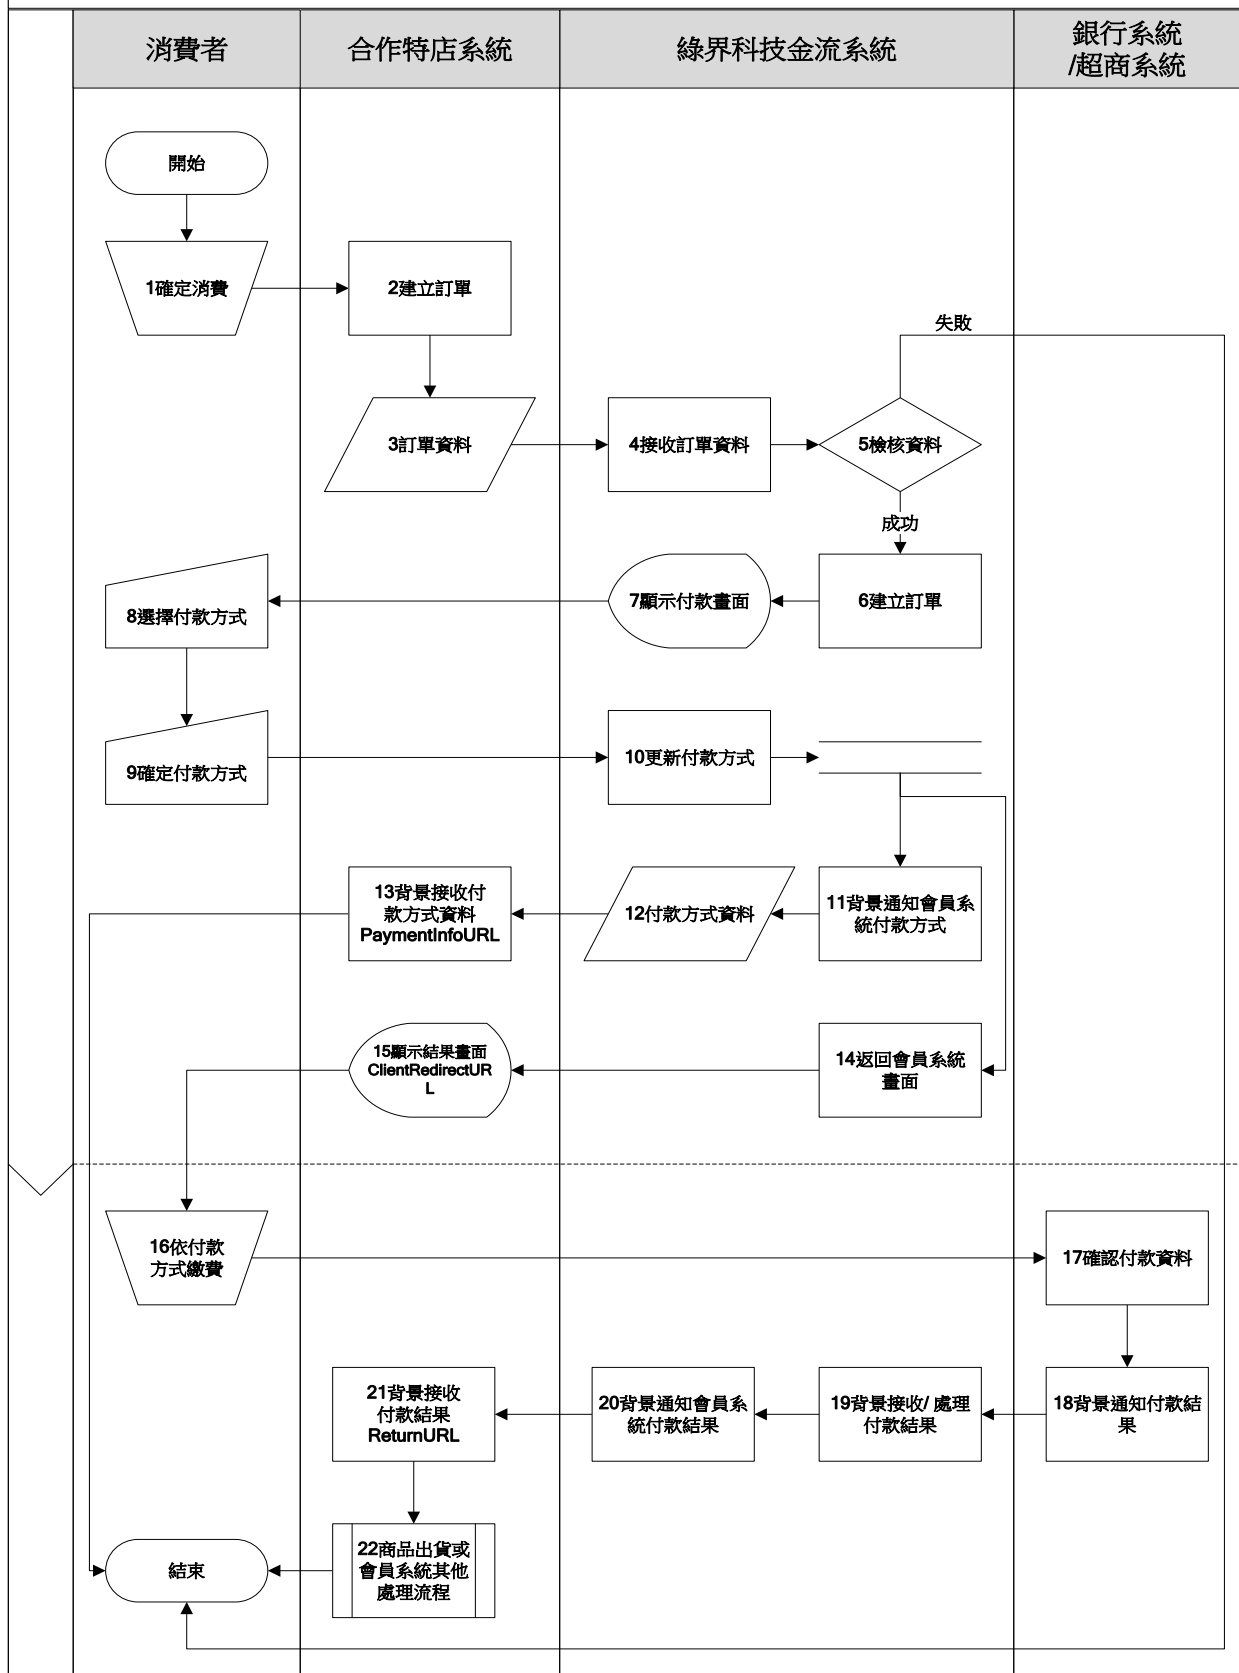 消費者
合作特店系統
綠界科技金流系統
銀行系統
/超商系統
開始
1確定消費
2建立訂單
失敗
3訂單資料
4接收訂單資料
5檢核資料
成功
8選擇付款方式
7顯示付款畫面
6建立訂單
9確定付款方式
10更新付款方式
13背景接收付
款方式資料
PaymentInfoURL
12付款方式資料
11背景通知會員系
統付款方式
15顯示結果畫面
ClientRedirectUR
L
14返回會員系統
畫面
16依付款
方式繳費
17確認付款資料
21背景接收
付款結果
ReturnURL
20背景通知會員系
統付款結果
19背景接收/ 處理
付款結果
18背景通知付款結
果
結束
22商品出貨或
會員系統其他
處理流程